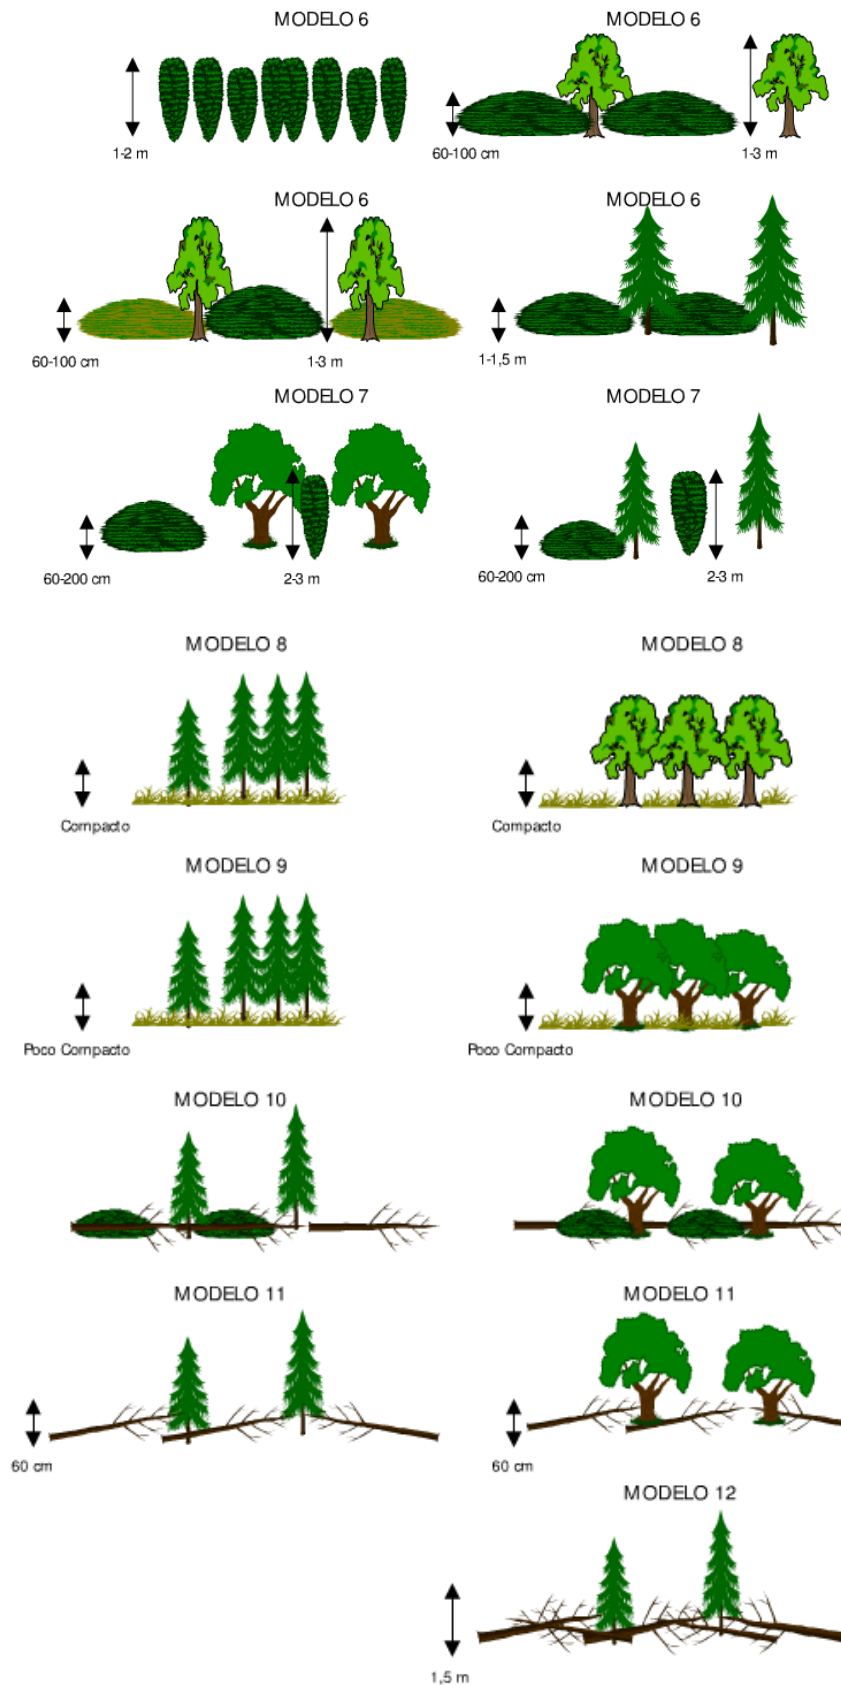 MODELO 6
MODELO 6
1-2 m
60-100 cm
1-3 m
MODELO 6
MODELO 6
60-100 cm
1-3 m
1-1,5 m
MODELO 7
MODELO 7
60-200 cm
2-3 m
60-200 cm
2-3 m
MODELO 8
MODELO 8
Compacto
Compacto
MODELO 9
MODELO 9
Poco Compacto
Poco Compacto
MODELO 10
MODELO 10
MODELO 11
MODELO 11
60 cm
60 cm
MODELO 12
1,5 m